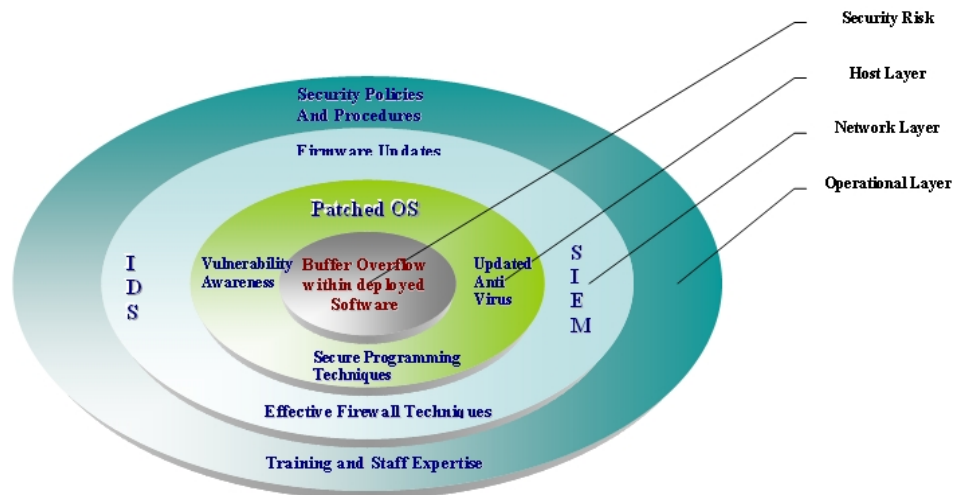 Security Risk
Host Layer
Network Layer
Operational Layer
Security Policies
And Procedures
Firmware Updates
Patched OS
I
D
S
Vulnerability
Awareness
Buffer Overflow
within deployed
Software
Updated
Anti
Virus
S
I
E
M
Secure Programming
Techniques
Effective Firewall Techniques
Training and Staff Expertise